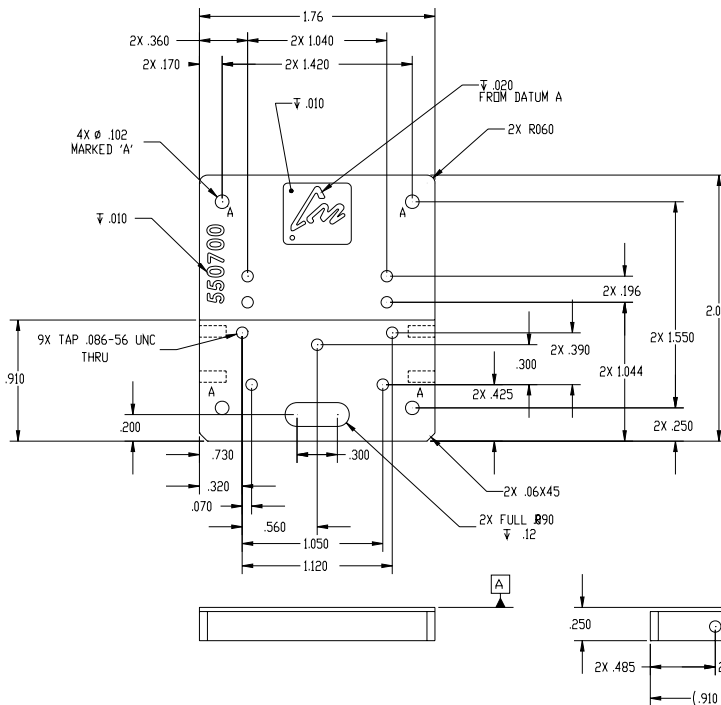 1.76
2X .360
2X 1.040
2X .170
2X 1.420
↧ .020
FROM DATUM A
↧ .010
4X ø .102
MARKED 'A'
2X R060
A
A
↧ .010
550700
2X .196
2.0
9X TAP .086-56 UNC
THRU
2X 1.550
2X .390
.300
2X 1.044
.910
A
A
2X .425
.200
2X .250
.730
.300
.320
2X .06X45
.070
.560
2X FULL R.090
↧ .12
1.050
1.120
A
.250
2X .485
2
(.910